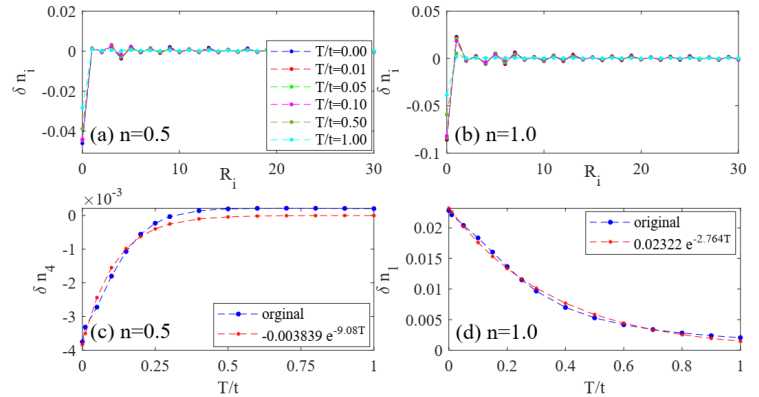 0.02
0
-0.02
-0.04
δ n_i
T/t=0.00
T/t=0.01
T/t=0.05
T/t=0.10
T/t=0.50
T/t=1.00
(a) n=0.5
0
10
20
30
R_i
0.05
0
-0.05
-0.1
δ n_i
(b) n=1.0
0
10
20
30
R_i
×10^-3
0
-1
-2
-3
-4
δ n_4
(c) n=0.5
orginal
-0.003839 e^-9.08T
0
0.25
0.5
0.75
1
T/t
0.02
0.015
0.01
0.005
0
δ n_1
original
0.02322 e^-2.764T
(d) n=1.0
0
0.2
0.4
0.6
0.8
1
T/t